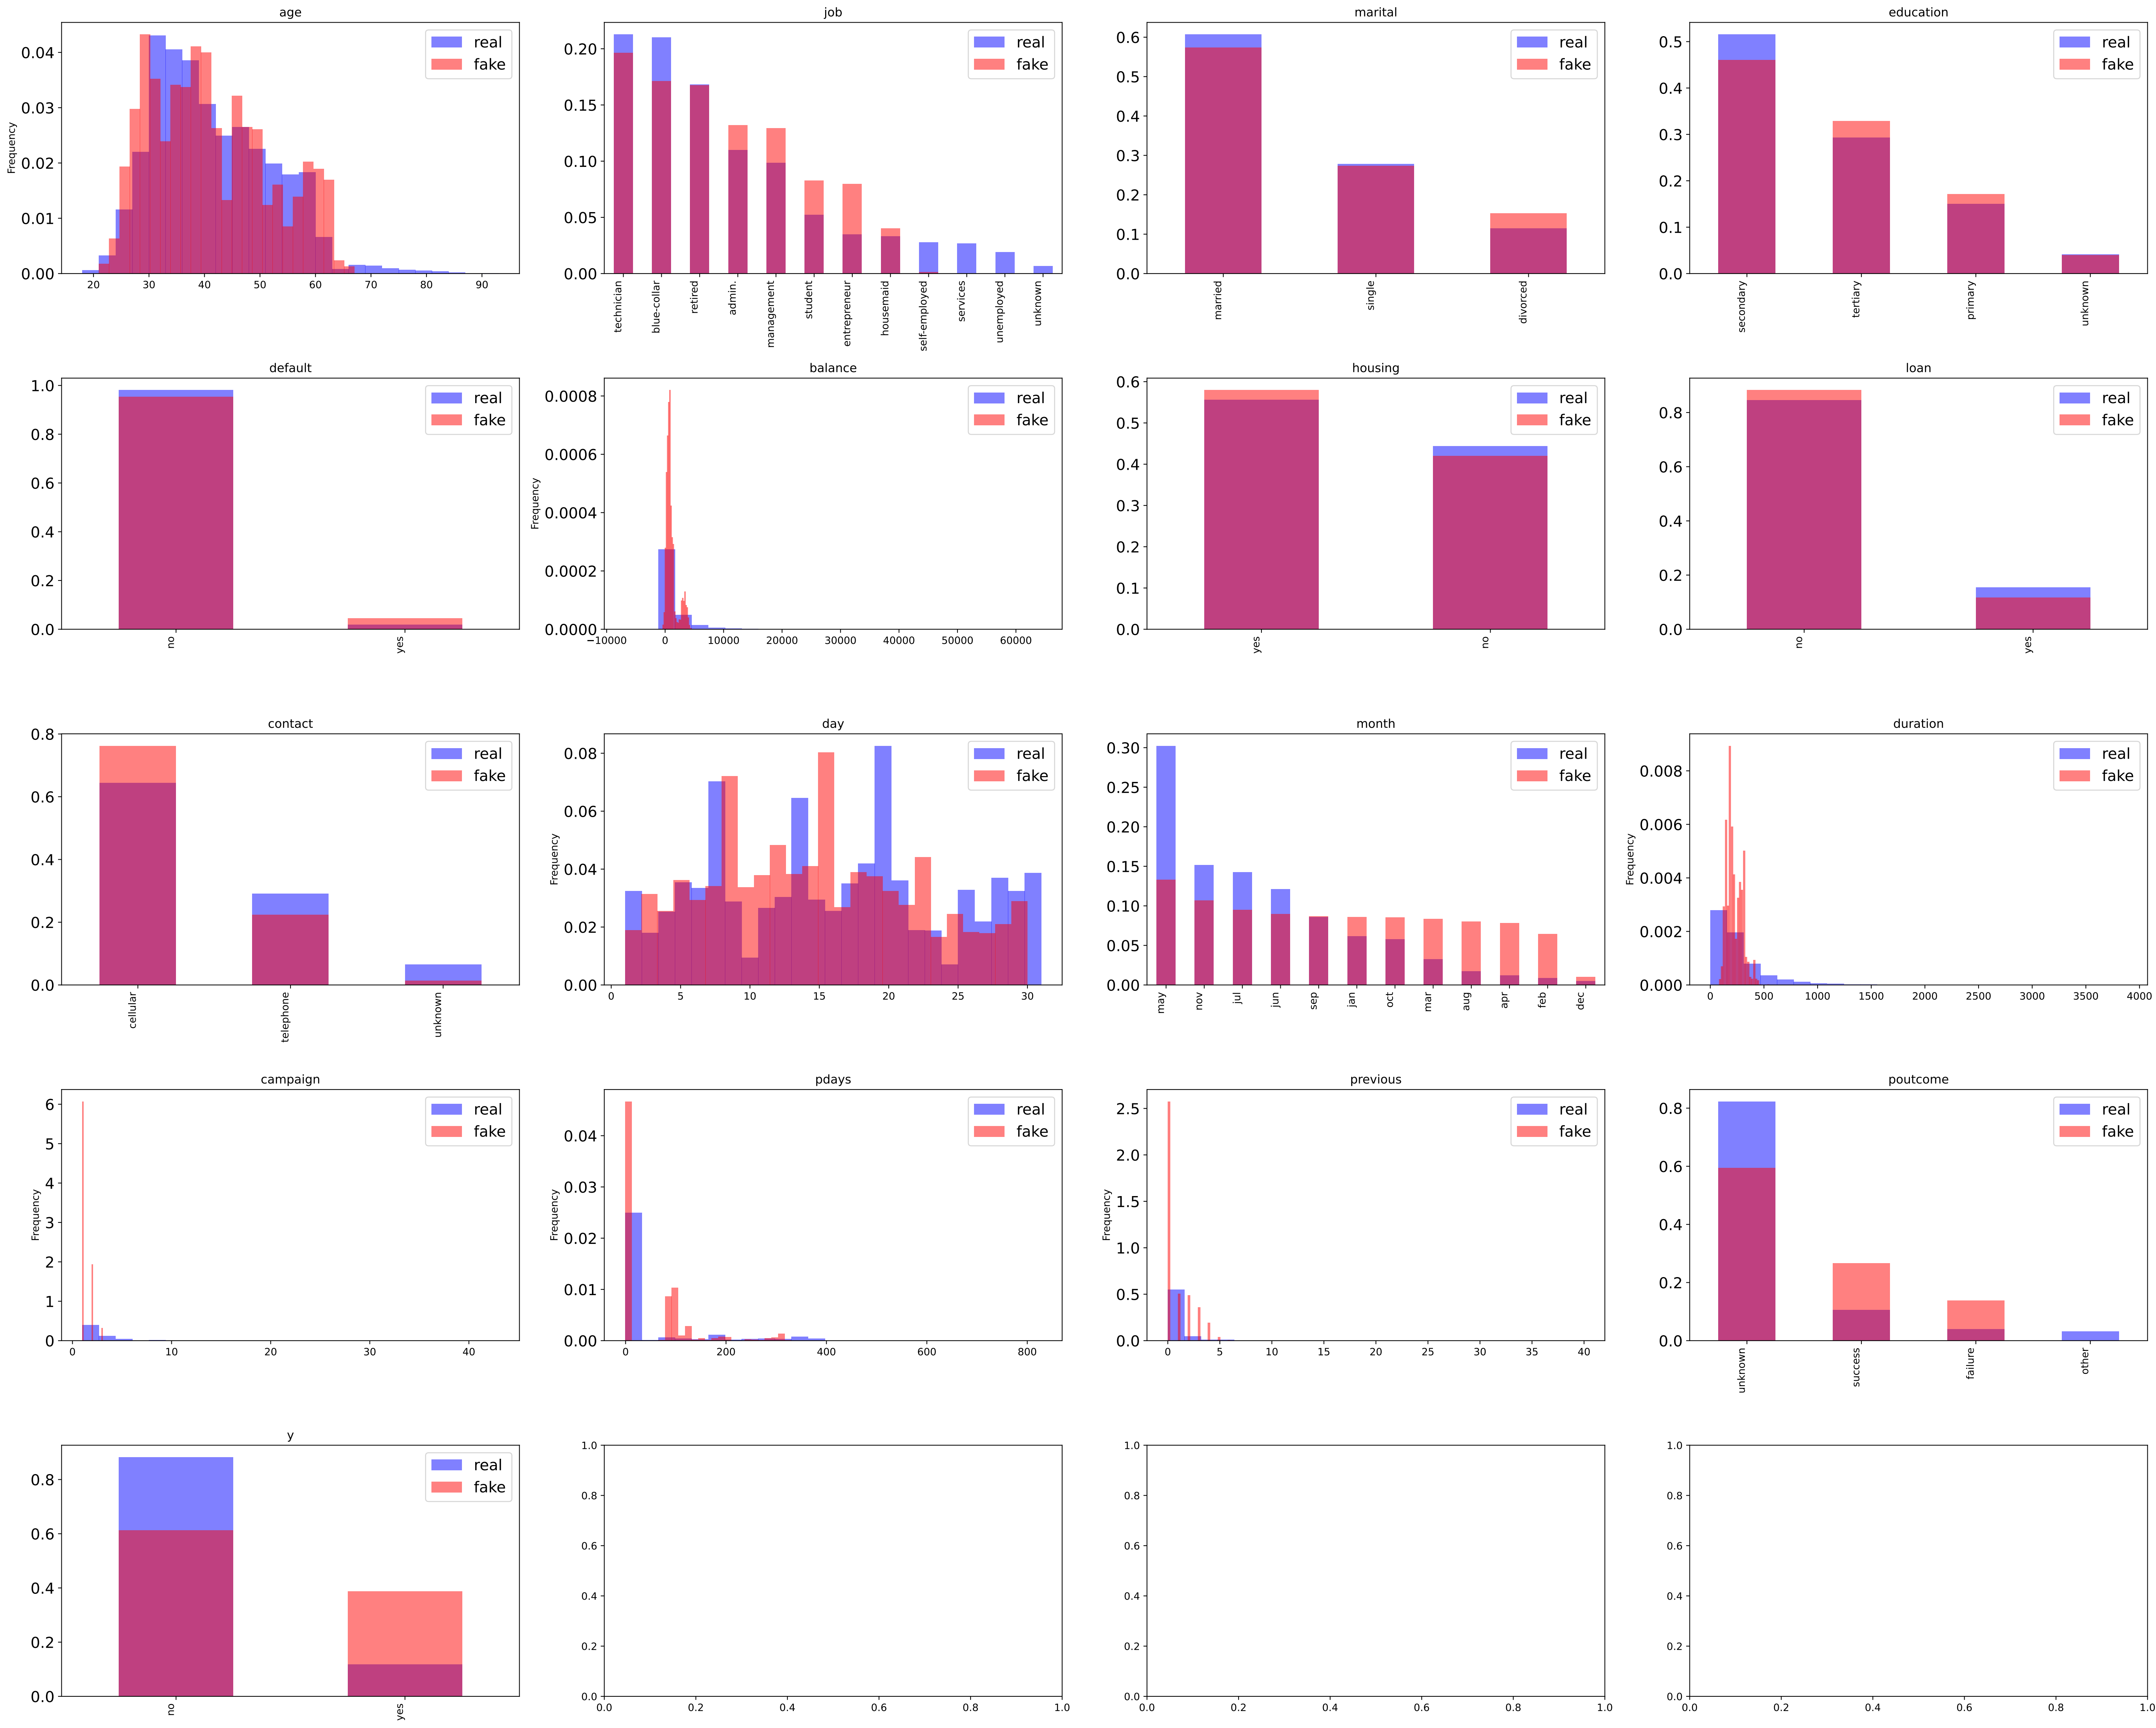 age
job
marital
education
Frequency
0.04
0.03
0.02
0.01
0.00
20 30 40 50 60 70 80 90
real
fake
0.20
0.15
0.10
0.05
0.00
technician
blue-collar
retired
admin.
management
student
entrepreneur
housemaid
self-employed
services
unemployed
unknown
real
fake
0.6
0.5
0.4
0.3
0.2
0.1
0.0
married
single
divorced
real
fake
0.5
0.4
0.3
0.2
0.1
0.0
secondary
tertiary
primary
unknown
real
fake
default
balance
housing
loan
1.0
0.8
0.6
0.4
0.2
0.0
no
yes
real
fake
Frequency
0.0008
0.0006
0.0004
0.0002
0.0000
−10000 0 10000 20000 30000 40000 50000 60000
real
fake
0.6
0.5
0.4
0.3
0.2
0.1
0.0
yes
no
real
fake
0.8
0.6
0.4
0.2
0.0
no
yes
real
fake
contact
day
month
duration
0.8
0.6
0.4
0.2
0.0
cellular
telephone
unknown
real
fake
Frequency
0.08
0.06
0.04
0.02
0.00
0 5 10 15 20 25 30
real
fake
0.30
0.25
0.20
0.15
0.10
0.05
0.00
may
nov
jul
jun
sep
jan
oct
mar
aug
apr
feb
dec
real
fake
Frequency
0.008
0.006
0.004
0.002
0.000
0 500 1000 1500 2000 2500 3000 3500 4000
real
fake
campaign
pdays
previous
poutcome
Frequency
6
5
4
3
2
1
0
0 10 20 30 40
real
fake
Frequency
0.04
0.03
0.02
0.01
0.00
0 200 400 600 800
real
fake
Frequency
2.5
2.0
1.5
1.0
0.5
0.0
0 5 10 15 20 25 30 35 40
real
fake
0.8
0.6
0.4
0.2
0.0
unknown
success
failure
other
real
fake
y
0.8
0.6
0.4
0.2
0.0
no
yes
real
fake
1.0
0.8
0.6
0.4
0.2
0.0
0.0 0.2 0.4 0.6 0.8 1.0
1.0
0.8
0.6
0.4
0.2
0.0
0.0 0.2 0.4 0.6 0.8 1.0
1.0
0.8
0.6
0.4
0.2
0.0
0.0 0.2 0.4 0.6 0.8 1.0